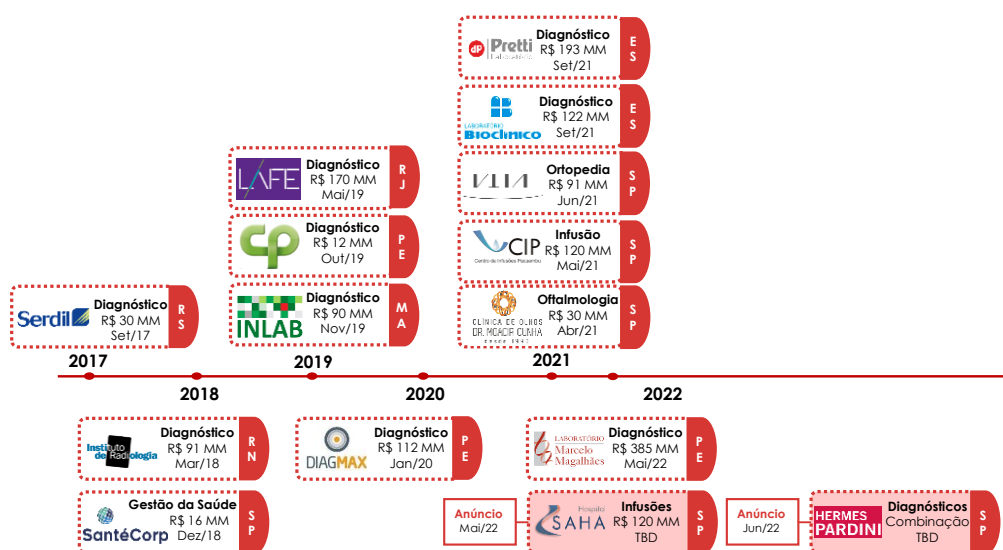 dP Pretti
Laboratório
Diagnóstico
R$ 193 MM
Set/21
ES
LABORATÓRIO
BIOCLÍNICO
Diagnóstico
R$ 122 MM
Set/21
ES
LAFE
Diagnóstico
R$ 170 MM
Mai/19
RJ
VITA
Ortopedia
R$ 91 MM
Jun/21
SP
cp
Diagnóstico
R$ 12 MM
Out/19
PE
CIP
Centro de Infusões Pacaembu
Infusão
R$ 120 MM
Mai/21
SP
Serdil
Diagnóstico
R$ 30 MM
Set/17
RS
INLAB
Diagnóstico
R$ 90 MM
Nov/19
MA
CLÍNICA DE OLHOS
DR. MOACIR CUNHA
desde 1941
Oftalmologia
R$ 30 MM
Abr/21
SP
2017
2019
2021
2018
2020
2022
Instituto
de Radiologia
Diagnóstico
R$ 91 MM
Mar/18
RN
DIAGMAX
Diagnóstico
R$ 112 MM
Jan/20
PE
LABORATÓRIO
Marcelo
Magalhães
Diagnóstico
R$ 385 MM
Mai/22
PE
SantéCorp
Gestão da Saúde
R$ 16 MM
Dez/18
SP
Anúncio
Mai/22
Hospital
SAHA
Infusões
R$ 120 MM
TBD
SP
Anúncio
Jun/22
HERMES
PARDINI
Diagnósticos
Combinação
TBD
SP